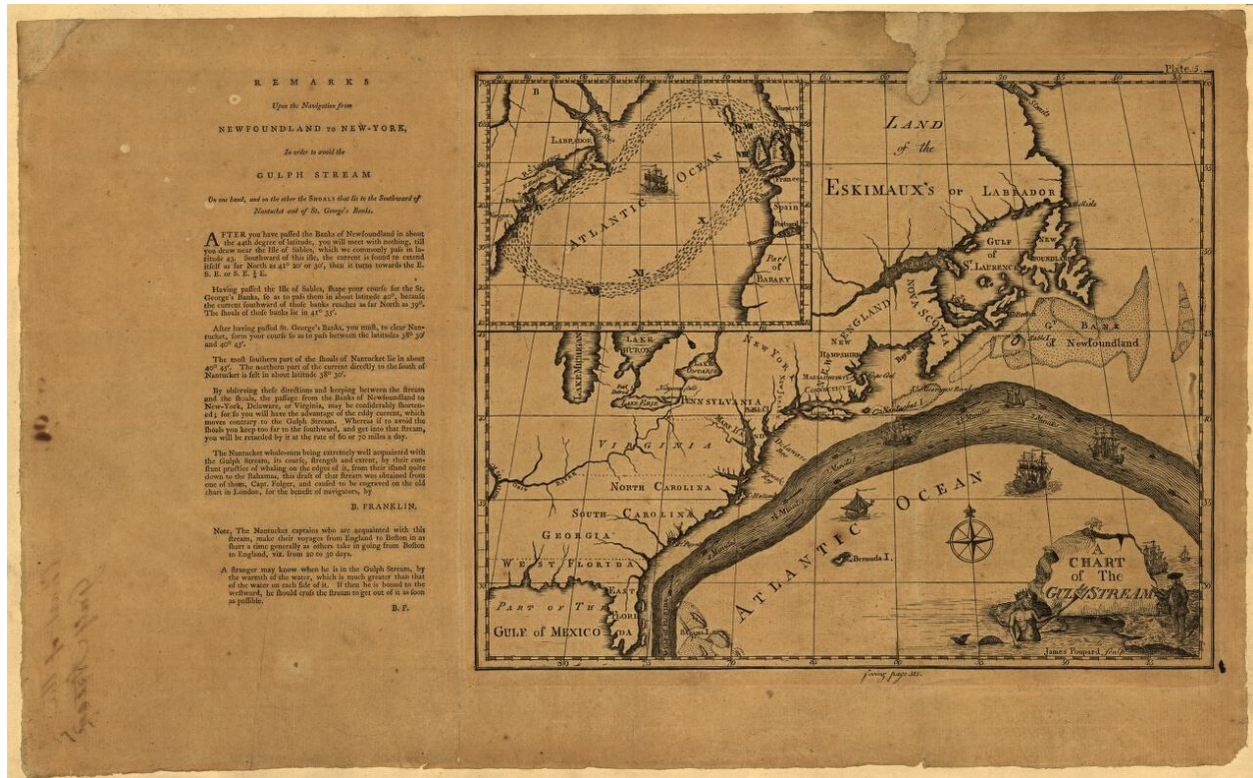 REMARKS
Upon the Navigation from
NEWFOUNDLAND TO NEW-YORK,
In order to avoid the
GULPH STREAM
On one hand, and on the other the SHOALS that lie to the Southward of
Nantucket and of St. George's Banks.
AFTER you have passed the Banks of Newfoundland in about
the 44th degree of latitude, you will meet with nothing, till
you draw near the Isle of Sables, which we commonly pass in la-
titude 43. Southward of this isle, the current is found to extend
itself as far North as 41° 20' or 30', then it turns towards the E.
S. E. or S. E. ¼ E.
Having passed the Isle of Sables, shape your course for the St.
George's Banks, so as to pass them in about latitude 40°, because
the current southward of those banks reaches as far North as 39°.
The shoals of those banks lie in 41° 35'.
After having passed St. George's Banks, you must, to clear Nan-
tucket, form your course so as to pass between the latitudes 38° 30'
and 40° 45'.
The most southern part of the shoals of Nantucket lie in about
40° 45'. The northern part of the current directly to the south of
Nantucket is felt in about latitude 38° 30'.
By observing these directions and keeping between the stream
and the shoals, the passage from the Banks of Newfoundland to
New-York, Delaware, or Virginia, may be considerably shorten-
ed; for so you will have the advantage of the eddy current, which
moves contrary to the Gulph Stream. Whereas if to avoid the
shoals you keep too far to the southward, and get into that stream,
you will be retarded by it at the rate of 60 or 70 miles a day.
The Nantucket whale-men being extremely well acquainted with
the Gulph Stream, its course, strength and extent, by their con-
stant practice of whaling on the edges of it, from their island quite
down to the Bahamas, this draft of that stream was obtained from
one of them, Capt. Folger, and caused to be engraved on the old
chart in London, for the benefit of navigators, by
B. FRANKLIN.
Note, The Nantucket captains who are acquainted with this
stream, make their voyages from England to Boston in as
short a time generally as others take in going from Boston
to England, viz. from 20 to 30 days.
A stranger may know when he is in the Gulph Stream, by
the warmth of the water, which is much greater than that
of the water on each side of it. If then he is bound to the
westward, he should cross the stream to get out of it as soon
as possible.
B. F.
Plate 5.
B
LABRADOR
ATLANTIC OCEAN
France
Spain
Portugal
Part
of
BARARY
X
XI
XII
LAND
of the
ESKIMAUX'S or LABRADOR
GULF
of
St. LAURENCE
NEW
FOUNDLAND
Gt. BANK
of Newfoundland
NOVA SCOTIA
NEW ENGLAND
NEW
HAMPSHIRE
MASSACHUSETS
CONNECTICUT
Cape Cod
St. Georges Bank
Nantucket I.
NEW YORK
LAKE MICHIGAN
LAKE
HURON
LAKE
ONTARIO
LAKE ERIE
PENNSYLVANIA
MARYL
Delaware
VIRGINIA
NORTH CAROLINA
SOUTH CAROLINA
GEORGIA
WEST FLORIDA
EAST
FLORI
DA
PART OF THE
GULF of MEXICO
Bermuda I.
ATLANTIC OCEAN
A
CHART
of The
GULF STREAM
James Poupard, sculp.